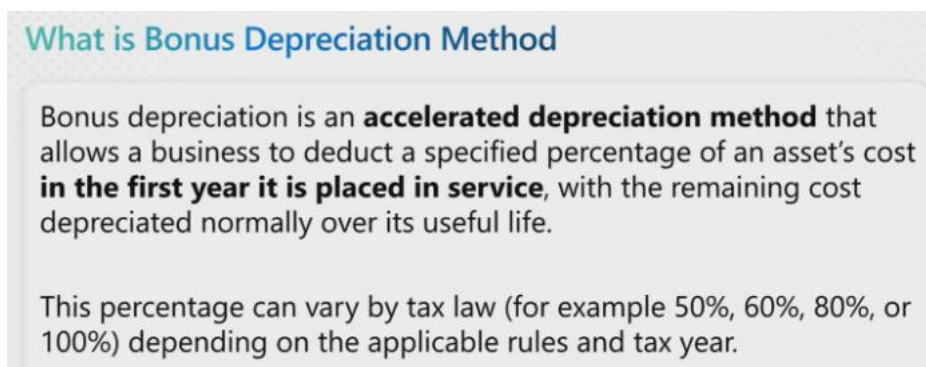 What is Bonus Depreciation Method
Bonus depreciation is an accelerated depreciation method that
allows a business to deduct a specified percentage of an asset's cost
in the first year it is placed in service, with the remaining cost
depreciated normally over its useful life.
This percentage can vary by tax law (for example 50%, 60%, 80%, or
100%) depending on the applicable rules and tax year.